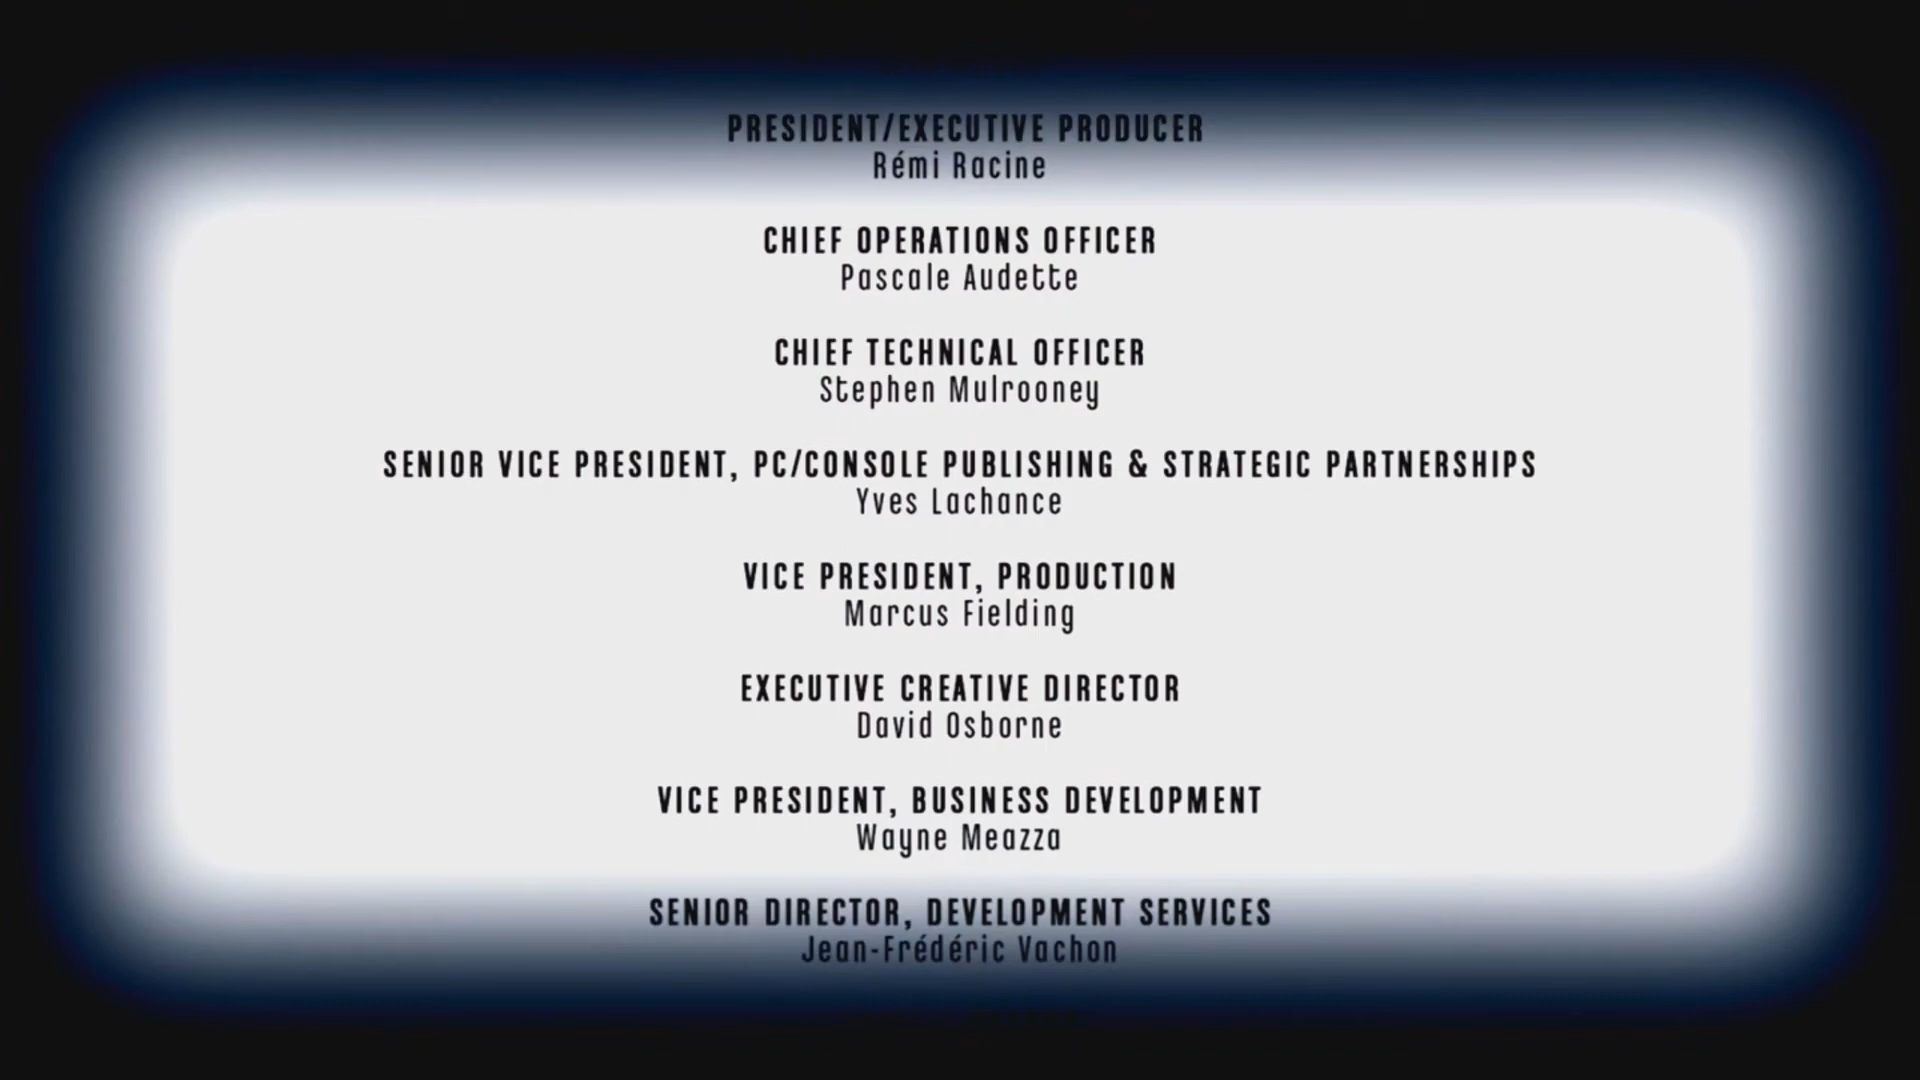 PRESIDENT/EXECUTIVE PRODUCER
Rémi Racine
CHIEF OPERATIONS OFFICER
Pascale Audette
CHIEF TECHNICAL OFFICER
Stephen Mulrooney
SENIOR VICE PRESIDENT, PC/CONSOLE PUBLISHING & STRATEGIC PARTNERSHIPS
Yves Lachance
VICE PRESIDENT, PRODUCTION
Marcus Fielding
EXECUTIVE CREATIVE DIRECTOR
David Osborne
VICE PRESIDENT, BUSINESS DEVELOPMENT
Wayne Meazza
SENIOR DIRECTOR, DEVELOPMENT SERVICES
Jean-Frédéric Vachon